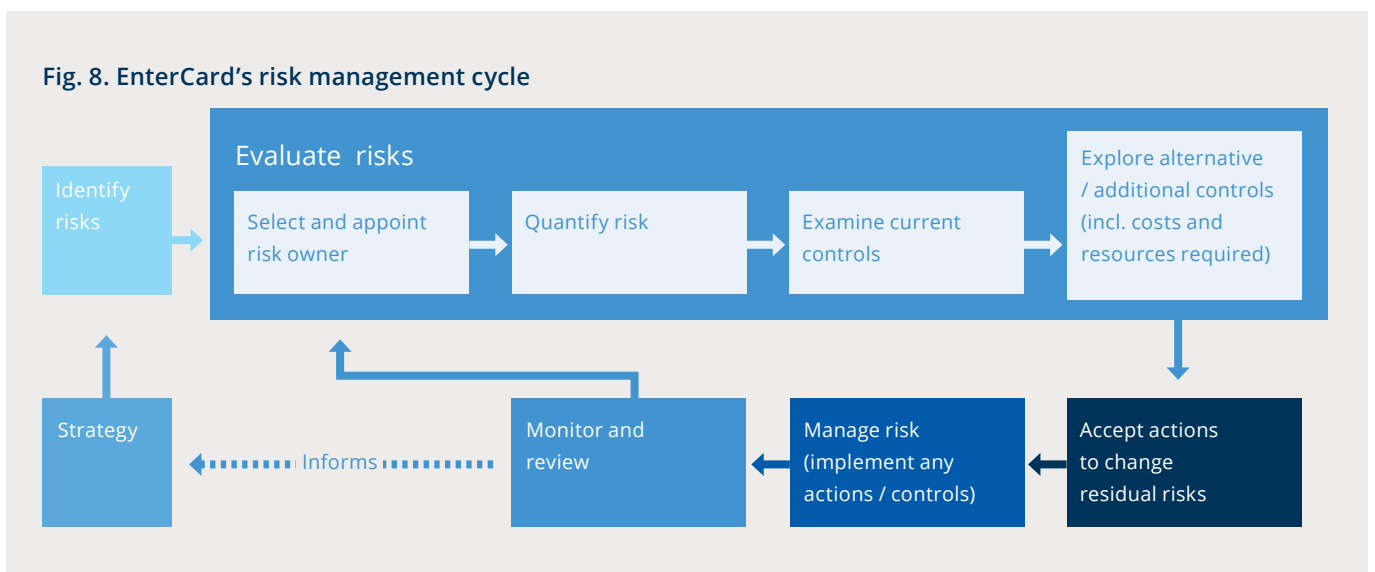 Fig. 8. EnterCard’s risk management cycle
Evaluate risks
Identify
risks
Select and appoint
risk owner
Quantify risk
Examine current
controls
Explore alternative
/ additional controls
(incl. costs and
resources required)
Strategy
Informs
Monitor and
review
Manage risk
(implement any
actions / controls)
Accept actions
to change
residual risks